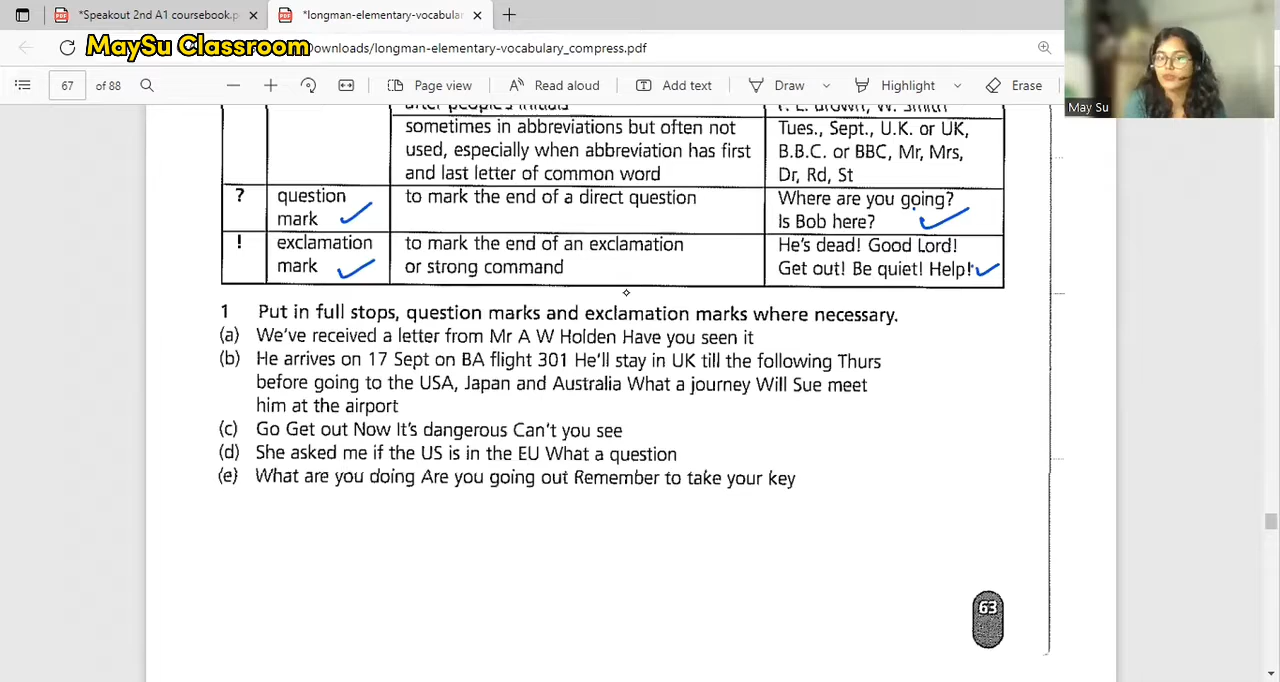 *Speakout 2nd A1 coursebook.p
*longman-elementary-vocabular
MaySu Classroom
Downloads/longman-elementary-vocabulary_compress.pdf
67 of 88
Page view
Read aloud
Add text
Draw
Highlight
Erase
May Su
after people's initials
sometimes in abbreviations but often not
used, especially when abbreviation has first
and last letter of common word
Tues., Sept., U.K. or UK,
B.B.C. or BBC, Mr, Mrs,
Dr, Rd, St
? question mark
to mark the end of a direct question
Where are you going?
Is Bob here?
! exclamation mark
to mark the end of an exclamation
or strong command
He's dead! Good Lord!
Get out! Be quiet! Help!
1 Put in full stops, question marks and exclamation marks where necessary.
(a) We've received a letter from Mr A W Holden Have you seen it
(b) He arrives on 17 Sept on BA flight 301 He'll stay in UK till the following Thurs
before going to the USA, Japan and Australia What a journey Will Sue meet
him at the airport
(c) Go Get out Now It's dangerous Can't you see
(d) She asked me if the US is in the EU What a question
(e) What are you doing Are you going out Remember to take your key
63